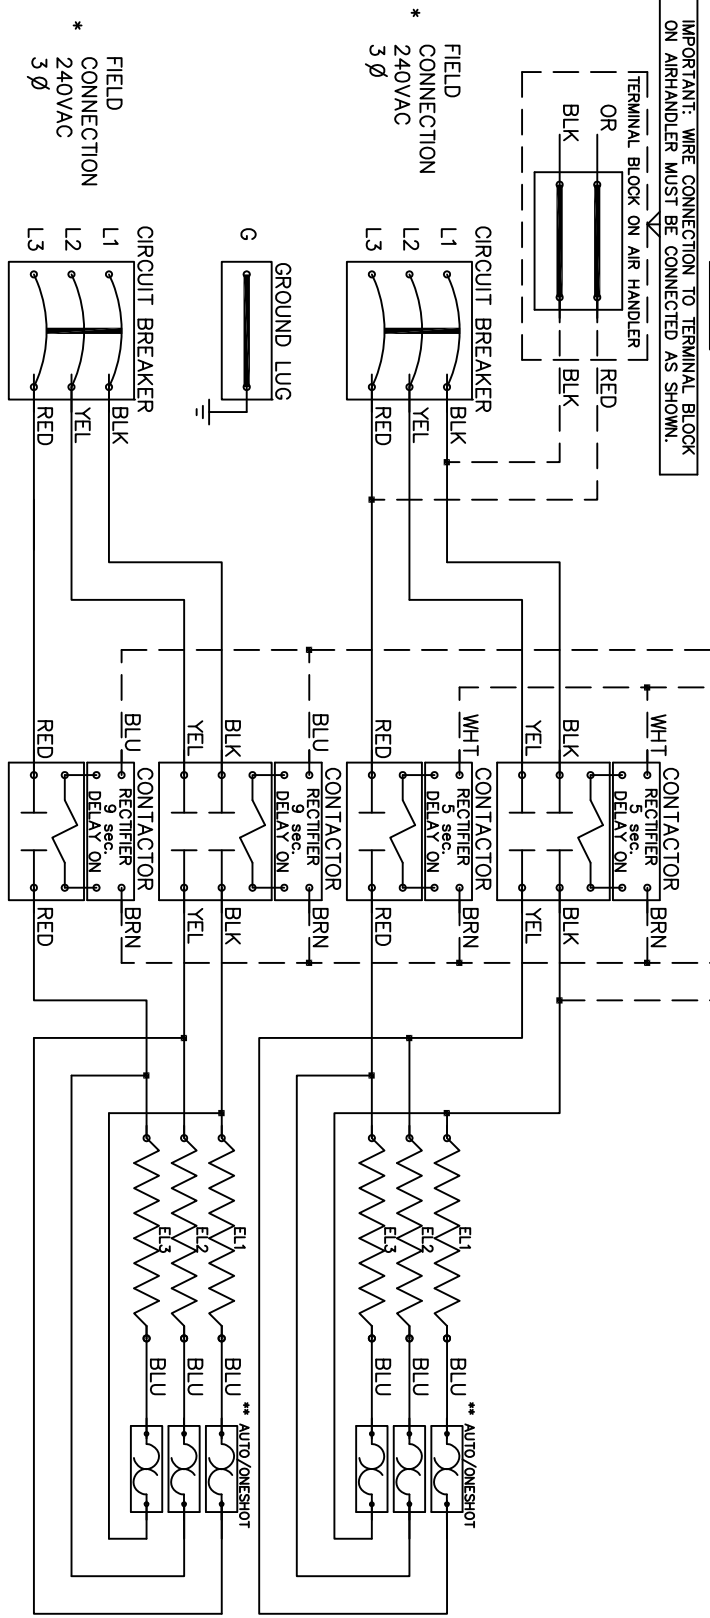 IMPORTANT: WIRE CONNECTION TO TERMINAL BLOCK
ON AIRHANDLER MUST BE CONNECTED AS SHOWN.
TERMINAL BLOCK ON AIR HANDLER
OR
BLK
RED
BLK
*
FIELD
CONNECTION
240VAC
3Ø
CIRCUIT BREAKER
L1
L2
L3
BLK
YEL
RED
GROUND LUG
G
*
FIELD
CONNECTION
240VAC
3Ø
CIRCUIT BREAKER
L1
L2
L3
BLK
YEL
RED
CONTACTOR
WHT
RECTIFIER
5 sec.
DELAY ON
BRN
BLK
BLK
YEL
YEL
CONTACTOR
WHT
RECTIFIER
5 sec.
DELAY ON
BRN
RED
RED
CONTACTOR
BLU
RECTIFIER
9 sec.
DELAY ON
BRN
BLK
BLK
YEL
YEL
CONTACTOR
BLU
RECTIFIER
9 sec.
DELAY ON
BRN
RED
RED
EL1
EL2
EL3
BLU
BLU
BLU
** AUTO/ONESHOT
EL1
EL2
EL3
BLU
BLU
BLU
** AUTO/ONESHOT